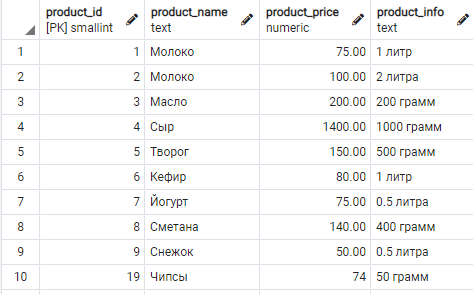 product_id product_name product_price product_info
[PK] smallint text numeric text
1 1 Молоко 75.00 1 литр
2 2 Молоко 100.00 2 литра
3 3 Масло 200.00 200 грамм
4 4 Сыр 1400.00 1000 грамм
5 5 Творог 150.00 500 грамм
6 6 Кефир 80.00 1 литр
7 7 Йогурт 75.00 0.5 литра
8 8 Сметана 140.00 400 грамм
9 9 Снежок 50.00 0.5 литра
10 19 Чипсы 74 50 грамм